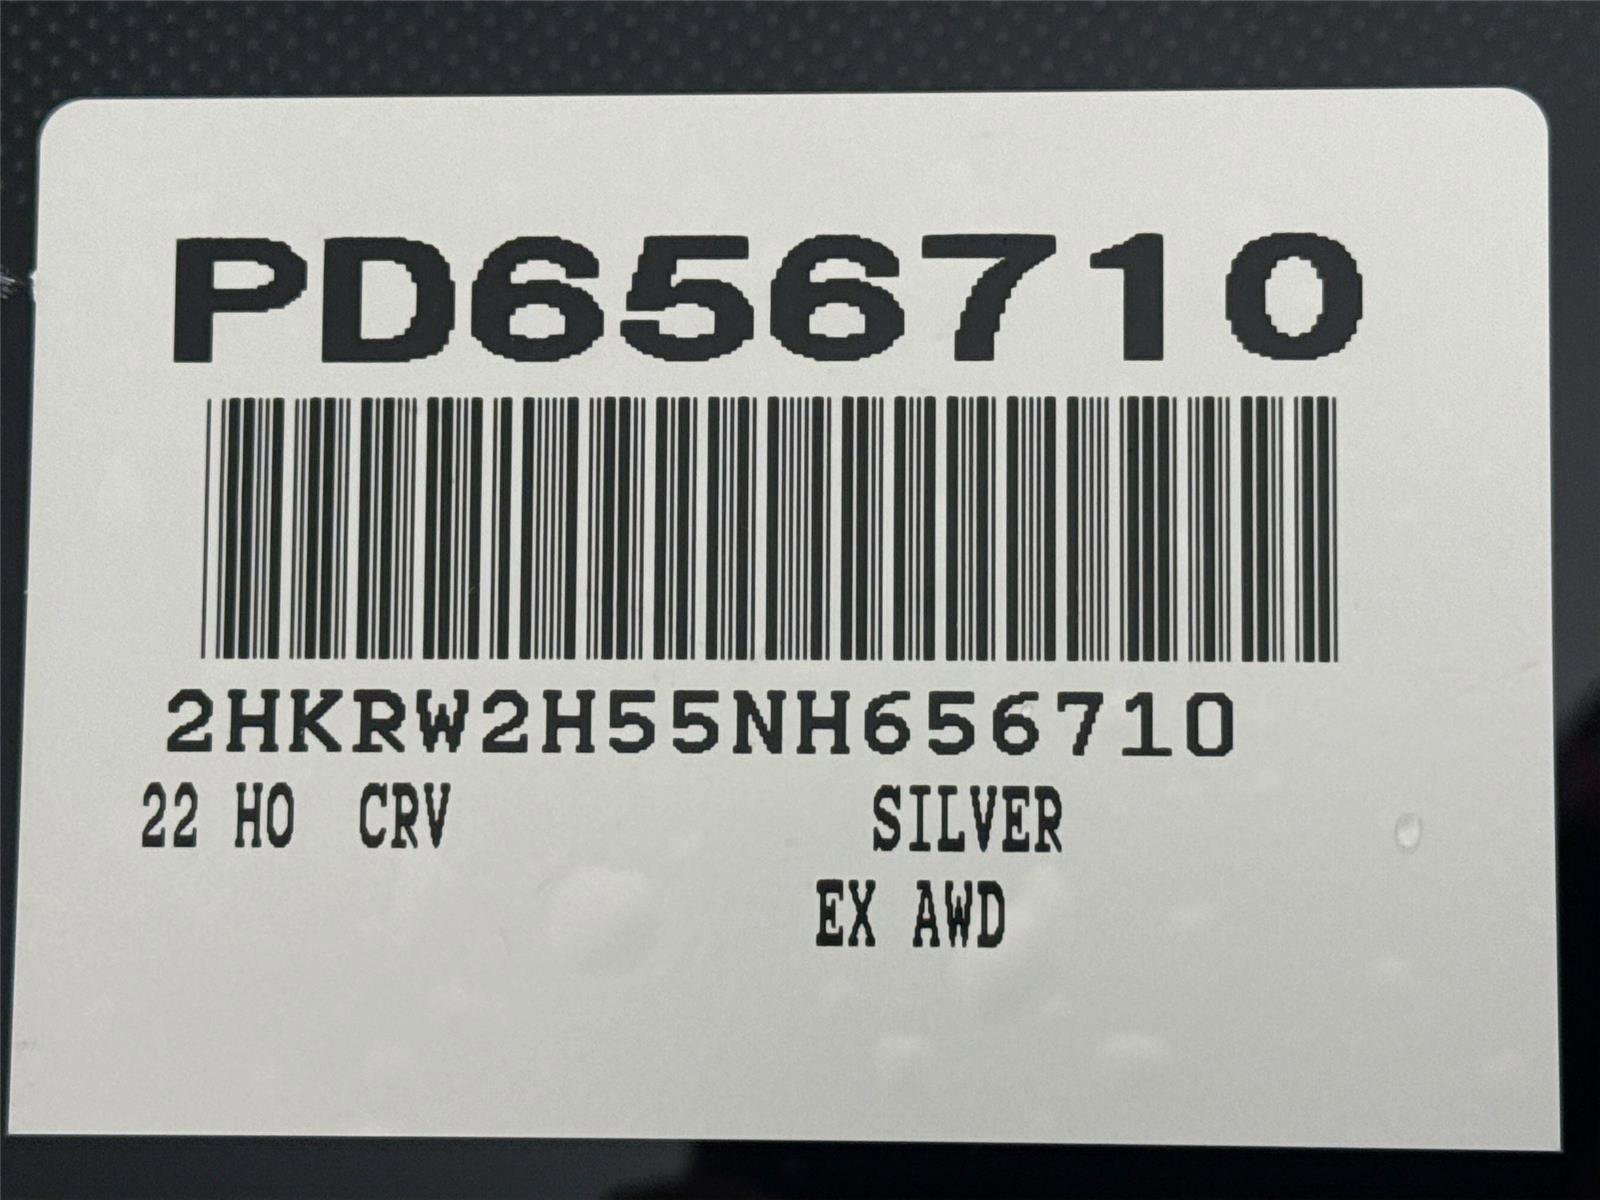 PD656710
2HKRW2H55NH656710
22 HO CRV SILVER
EX AWD